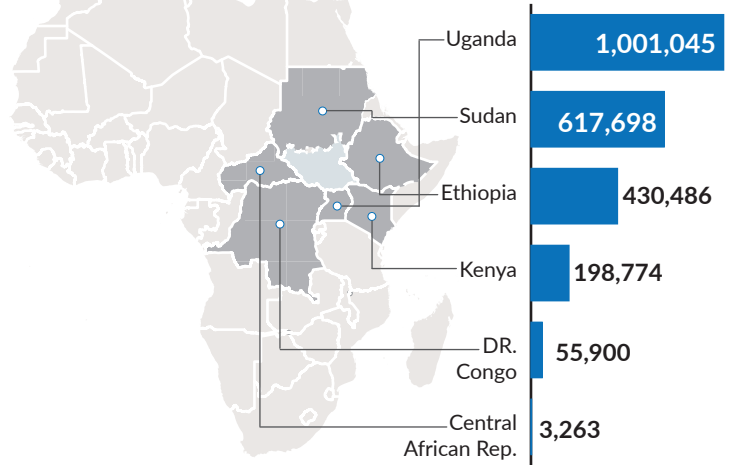 Uganda 1,001,045
Sudan 617,698
Ethiopia 430,486
Kenya 198,774
DR.
Congo 55,900
Central
African Rep. 3,263